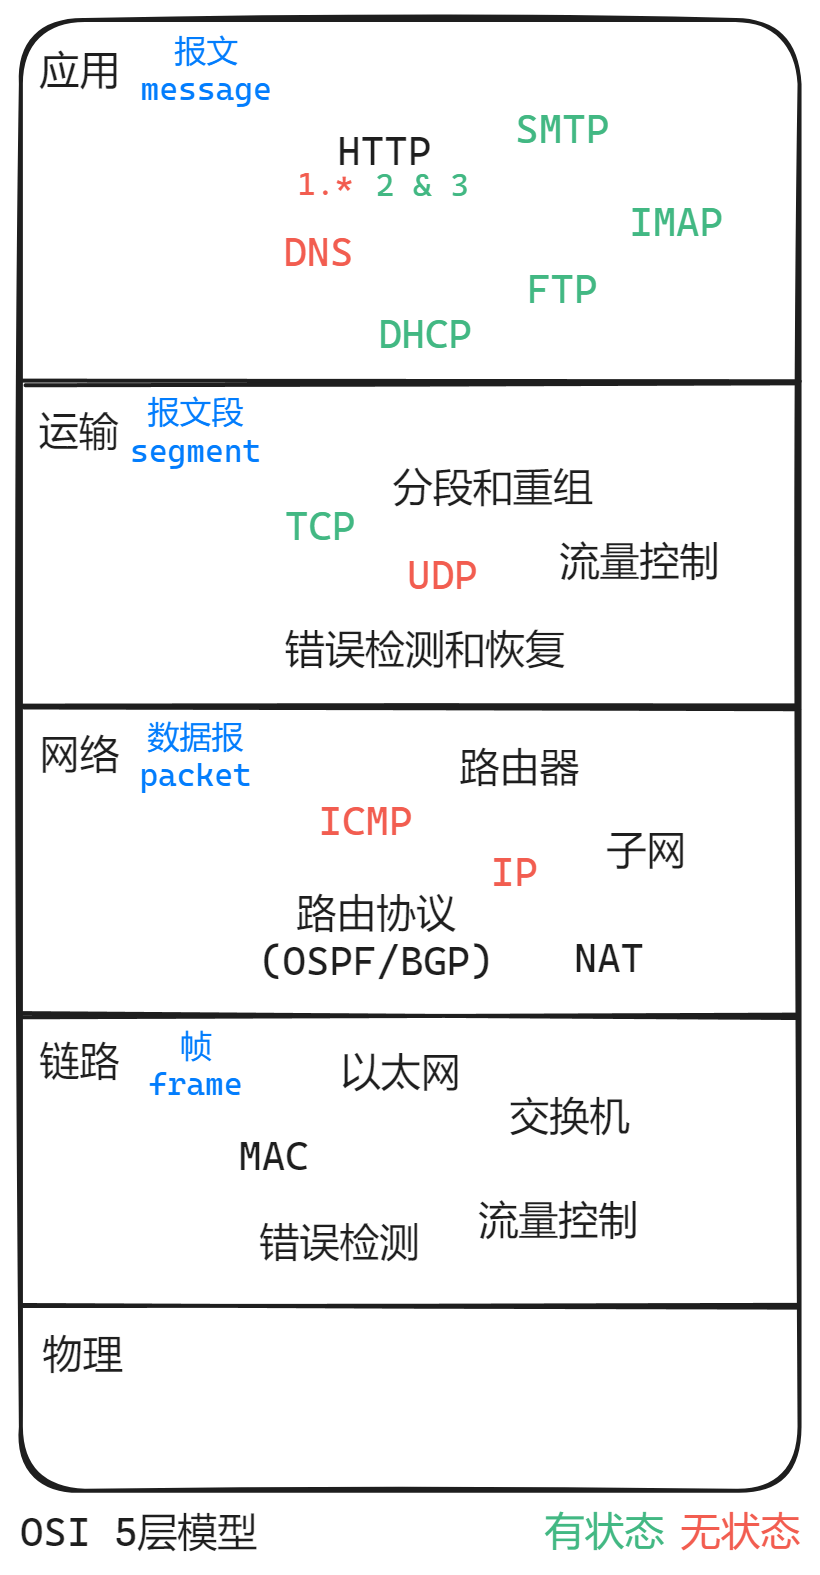 应用
报文
message
SMTP
HTTP
1.* 2 & 3
IMAP
DNS
FTP
DHCP
运输
报文段
segment
分段和重组
TCP
流量控制
UDP
错误检测和恢复
网络
数据报
packet
路由器
ICMP
子网
IP
路由协议
(OSPF/BGP)
NAT
链路
帧
frame
以太网
交换机
MAC
流量控制
错误检测
物理
OSI 5层模型
有状态 无状态